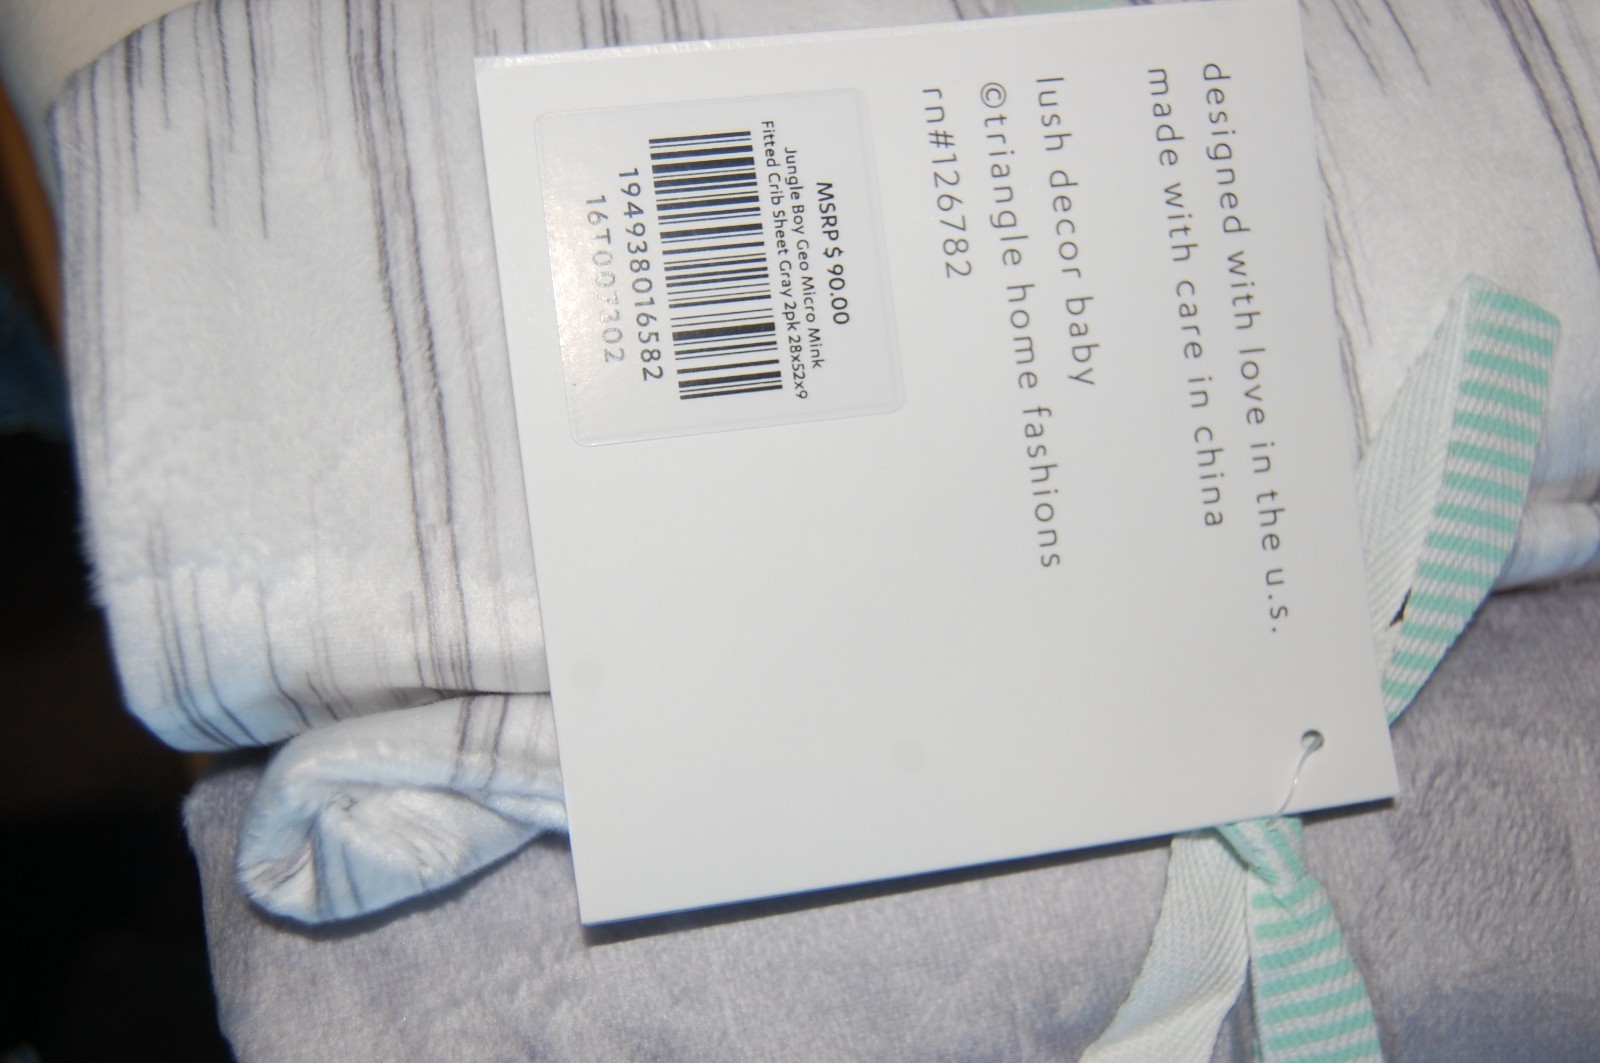 designed with love in the u.s.
made with care in china
lush decor baby
©triangle home fashions
rn#126782
MSRP $ 90.00
Jungle Boy Geo Micro Mink
Fitted Crib Sheet Gray 2pk 28x52x9
194938016582
16T007302